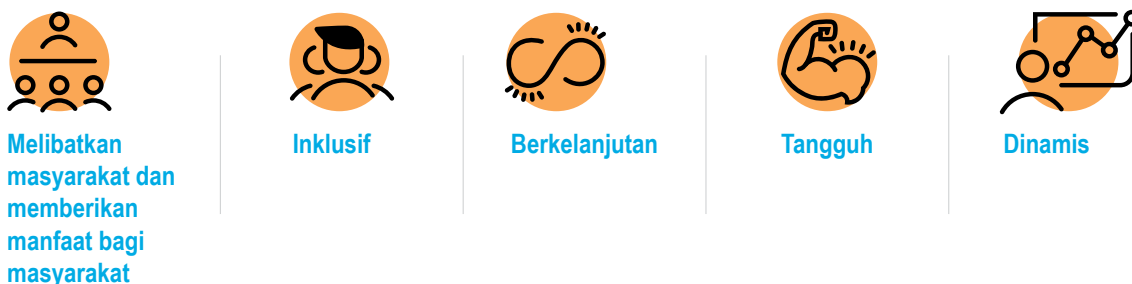 Melibatkan
masyarakat dan
memberikan
manfaat bagi
masyarakat
Inklusif
Berkelanjutan
Tangguh
Dinamis